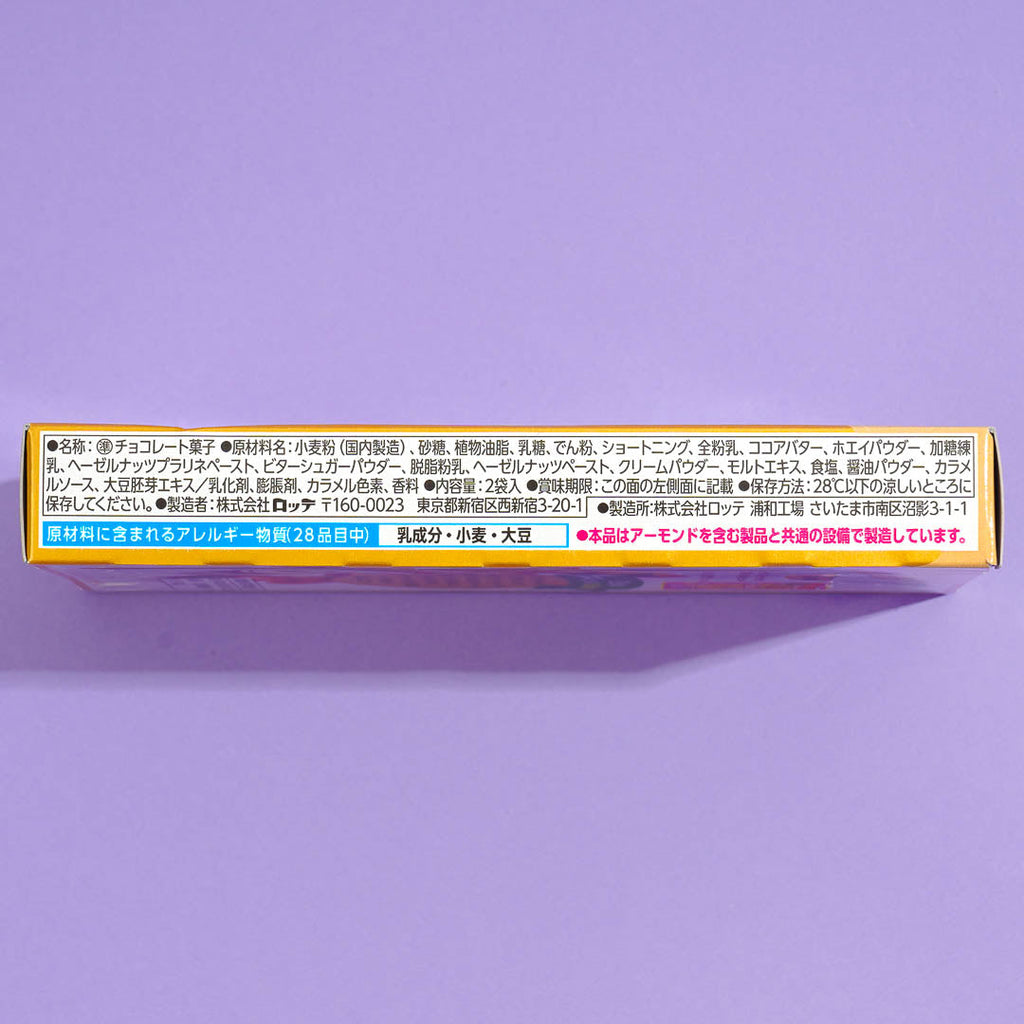 ●名称:㊜チョコレート菓子 ●原材料名:小麦粉(国内製造)、砂糖、植物油脂、乳糖、でん粉、ショートニング、全粉乳、ココアバター、ホエイパウダー、加糖練
乳、ヘーゼルナッツプラリネペースト、ビターシュガーパウダー、脱脂粉乳、ヘーゼルナッツペースト、クリームパウダー、モルトエキス、食塩、醤油パウダー、カラメ
ルソース、大豆胚芽エキス/乳化剤、膨脹剤、カラメル色素、香料 ●内容量:2袋入 ●賞味期限:この面の左側面に記載 ●保存方法:28℃以下の涼しいところに
保存してください。●製造者:株式会社ロッテ 〒160-0023 東京都新宿区西新宿3-20-1
●製造所:株式会社ロッテ 浦和工場 さいたま市南区沼影3-1-1
原材料に含まれるアレルギー物質(28品目中) 乳成分・小麦・大豆
●本品はアーモンドを含む製品と共通の設備で製造しています。